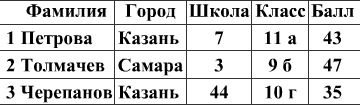 Фамилия Город Школа Класс Балл
1 Петрова Казань 7 11 а 43
2 Толмачев Самара 3 9 б 47
3 Черепанов Казань 44 10 г 35